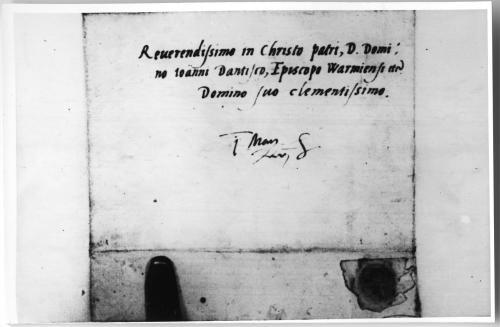 Reuerendissimo in Christo patri, D. Domi:
no Ioanni Dantisco, Episcopo Warmiensi etc
Domino suo clementissimo.